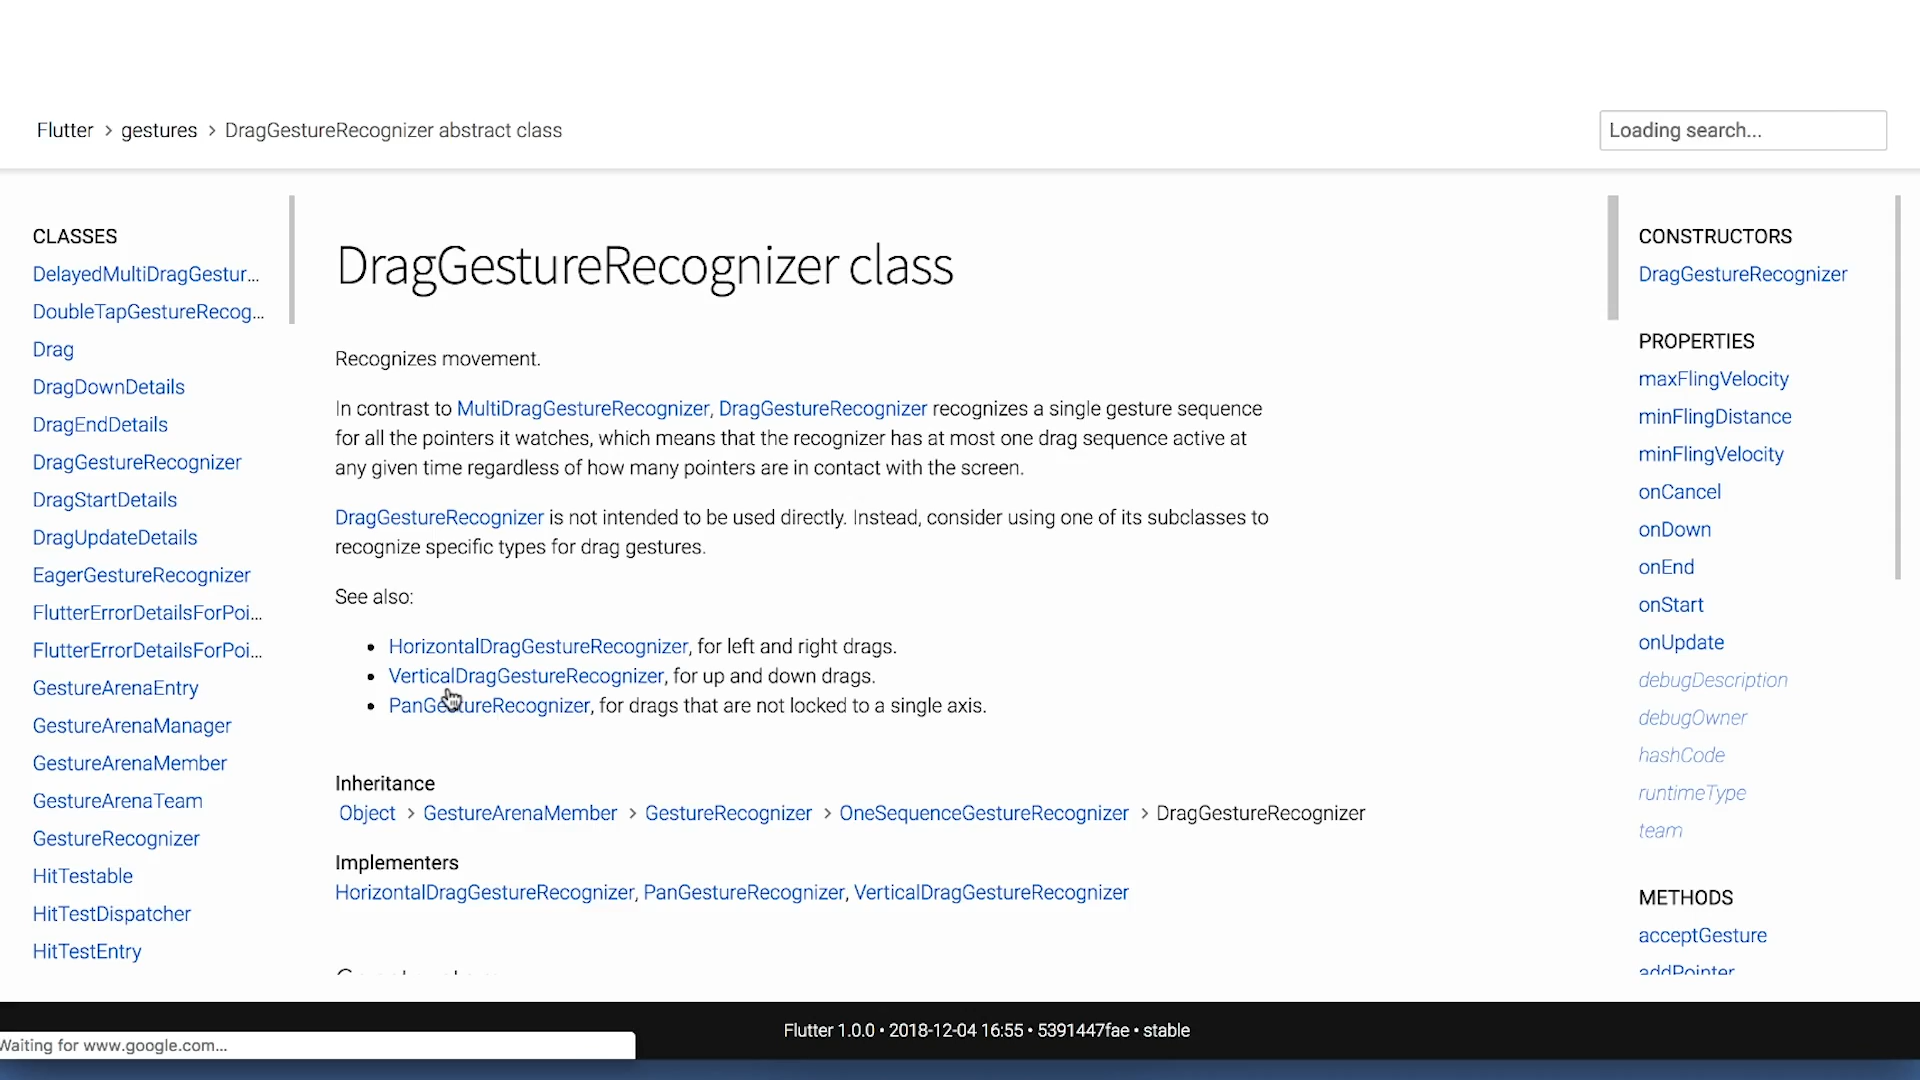 Flutter > gestures > DragGestureRecognizer abstract class
Loading search...
CLASSES
DelayedMultiDragGestur...
DoubleTapGestureRecog...
Drag
DragDownDetails
DragEndDetails
DragGestureRecognizer
DragStartDetails
DragUpdateDetails
EagerGestureRecognizer
FlutterErrorDetailsForPoi...
FlutterErrorDetailsForPoi...
GestureArenaEntry
GestureArenaManager
GestureArenaMember
GestureArenaTeam
GestureRecognizer
HitTestable
HitTestDispatcher
HitTestEntry
DragGestureRecognizer class
Recognizes movement.
In contrast to MultiDragGestureRecognizer, DragGestureRecognizer recognizes a single gesture sequence
for all the pointers it watches, which means that the recognizer has at most one drag sequence active at
any given time regardless of how many pointers are in contact with the screen.
DragGestureRecognizer is not intended to be used directly. Instead, consider using one of its subclasses to
recognize specific types for drag gestures.
See also:
• HorizontalDragGestureRecognizer, for left and right drags.
• VerticalDragGestureRecognizer, for up and down drags.
• PanGestureRecognizer, for drags that are not locked to a single axis.
Inheritance
Object > GestureArenaMember > GestureRecognizer > OneSequenceGestureRecognizer > DragGestureRecognizer
Implementers
HorizontalDragGestureRecognizer, PanGestureRecognizer, VerticalDragGestureRecognizer
CONSTRUCTORS
DragGestureRecognizer
PROPERTIES
maxFlingVelocity
minFlingDistance
minFlingVelocity
onCancel
onDown
onEnd
onStart
onUpdate
debugDescription
debugOwner
hashCode
runtimeType
team
METHODS
acceptGesture
addPointer
Flutter 1.0.0 • 2018-12-04 16:55 • 5391447fae • stable
Waiting for www.google.com...